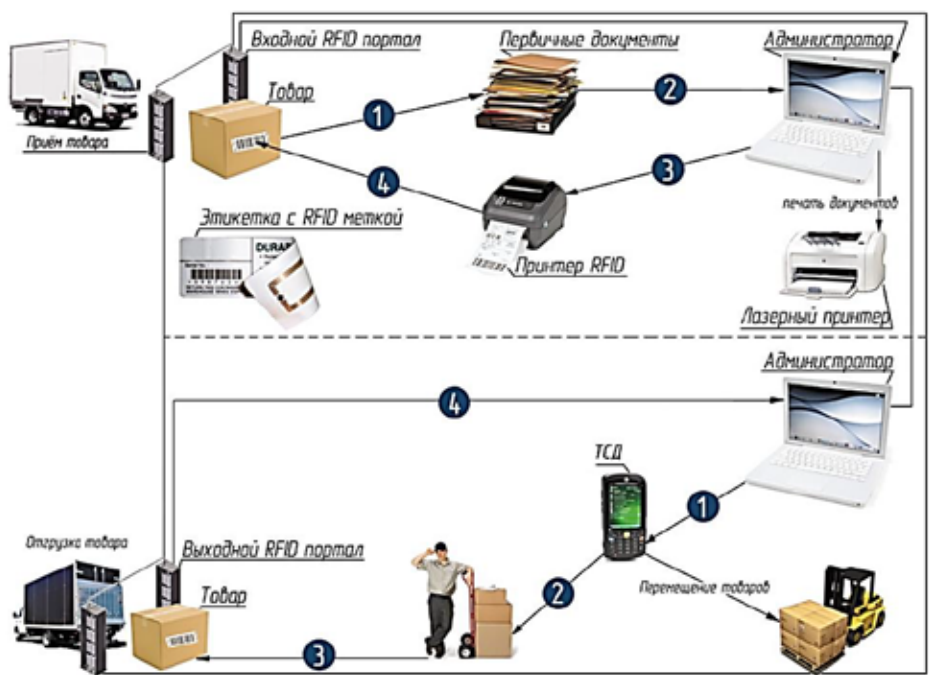 Входной RFID портал
Первичные документы
Администратор
Товар
1
2
Приём товара
4
3
Этикетка с RFID меткой
печать документов
DURA
Принтер RFID
Лазерный принтер
Администратор
4
ТСД
1
Отгрузка товара
Выходной RFID портал
Товар
2
Перемещение товаров
3